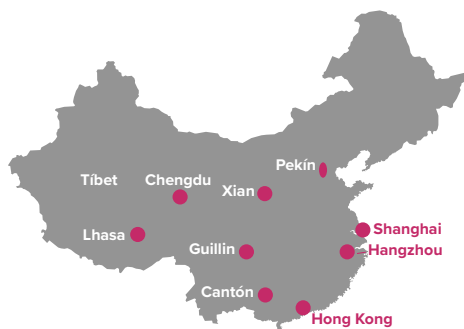 Pekín
Tíbet
Chengdu
Xian
Shanghai
Lhasa
Guillin
Hangzhou
Cantón
Hong Kong